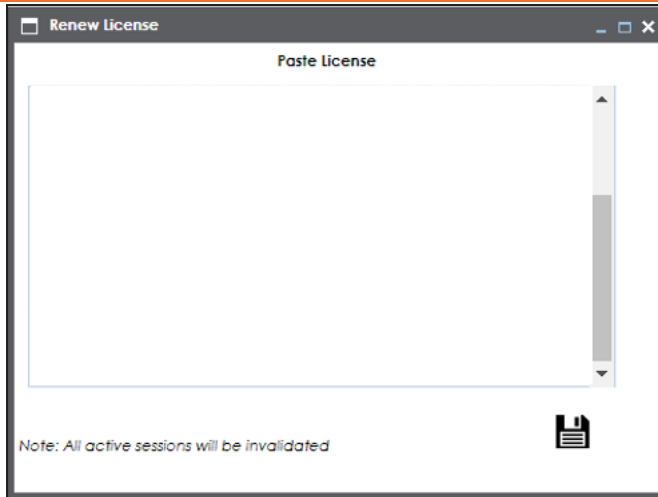 Renew License
Paste License
Note: All active sessions will be invalidated